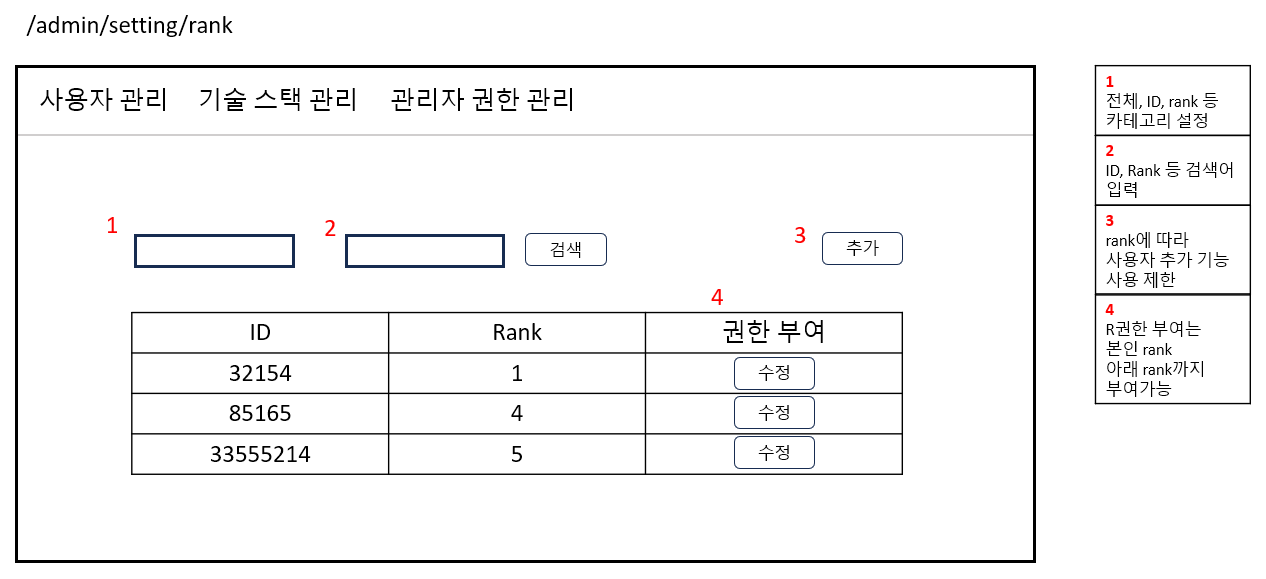 /admin/setting/rank
사용자 관리 기술 스택 관리 관리자 권한 관리
1
2
검색
3
추가
4
ID Rank 권한 부여
32154 1 수정
85165 4 수정
33555214 5 수정
1
전체, ID, rank 등
카테고리 설정
2
ID, Rank 등 검색어
입력
3
rank에 따라
사용자 추가 기능
사용 제한
4
R권한 부여는
본인 rank
아래 rank까지
부여가능